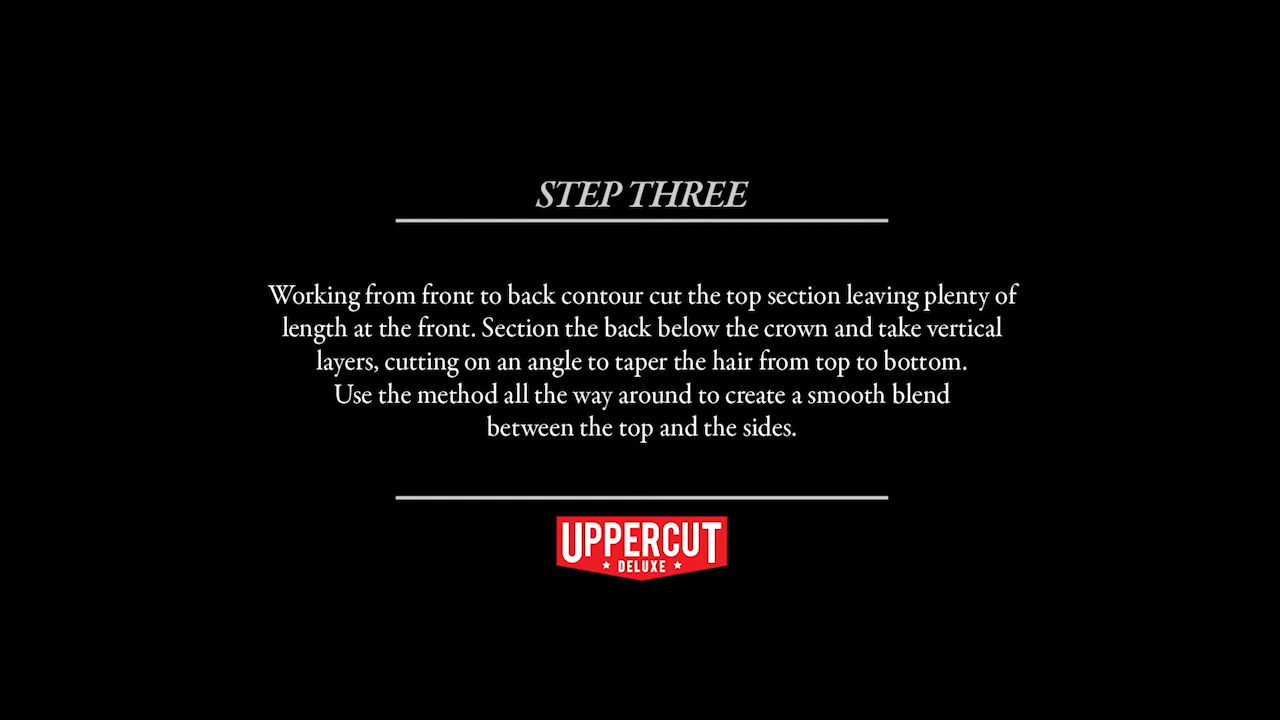 STEP THREE
Working from front to back contour cut the top section leaving plenty of
length at the front. Section the back below the crown and take vertical
layers, cutting on an angle to taper the hair from top to bottom.
Use the method all the way around to create a smooth blend
between the top and the sides.
UPPERCUT
DELUXE